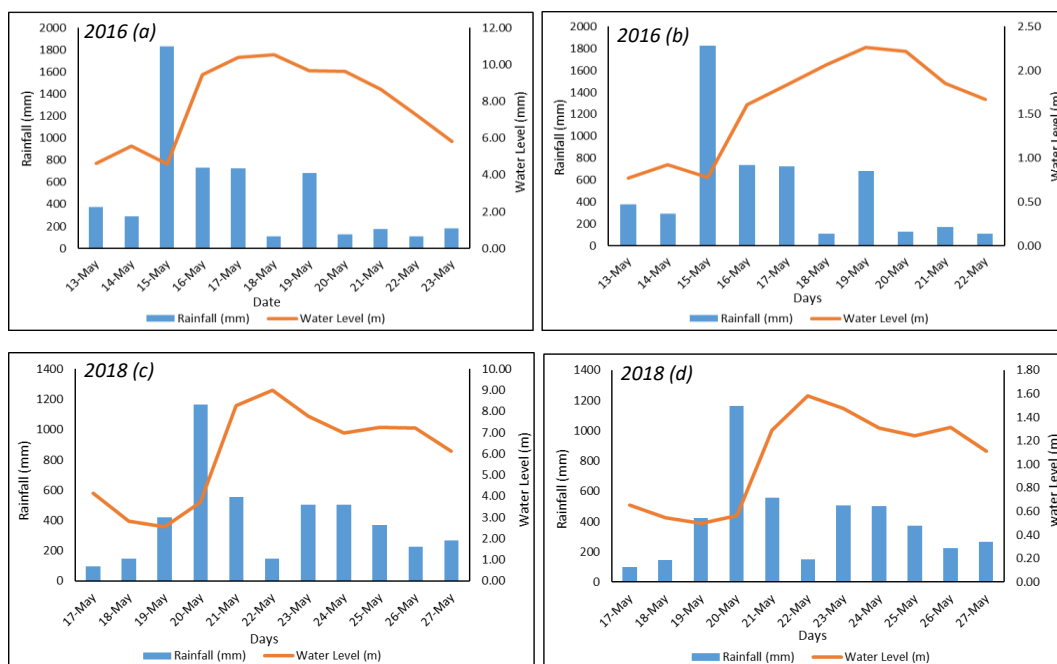 2016 (a)
Rainfall (mm)
2000
1800
1600
1400
1200
1000
800
600
400
200
0
12.00
10.00
8.00
6.00
4.00
2.00
0.00
Water Level (mm)
13-May
14-May
15-May
16-May
17-May
18-May
19-May
20-May
21-May
22-May
23-May
Date
Rainfall (mm) Water Level (m)
2016 (b)
Rainfall (mm)
2000
1800
1600
1400
1200
1000
800
600
400
200
0
2.50
2.00
1.50
1.00
0.50
0.00
Water Level (mm)
13-May
14-May
15-May
16-May
17-May
18-May
19-May
20-May
21-May
22-May
Days
Rainfall (mm) Water Level (m)
2018 (c)
Rainfall (mm)
1400
1200
1000
800
600
400
200
0
10.00
9.00
8.00
7.00
6.00
5.00
4.00
3.00
2.00
1.00
0.00
Water Level (mm)
17-May
18-May
19-May
20-May
21-May
22-May
23-May
24-May
25-May
26-May
27-May
Days
Rainfall (mm) Water Level (m)
2018 (d)
Rainfall (mm)
1400
1200
1000
800
600
400
200
0
1.80
1.60
1.40
1.20
1.00
0.80
0.60
0.40
0.20
0.00
Water Level (mm)
17-May
18-May
19-May
20-May
21-May
22-May
23-May
24-May
25-May
26-May
27-May
Days
Rainfall (mm) Water Level (m)